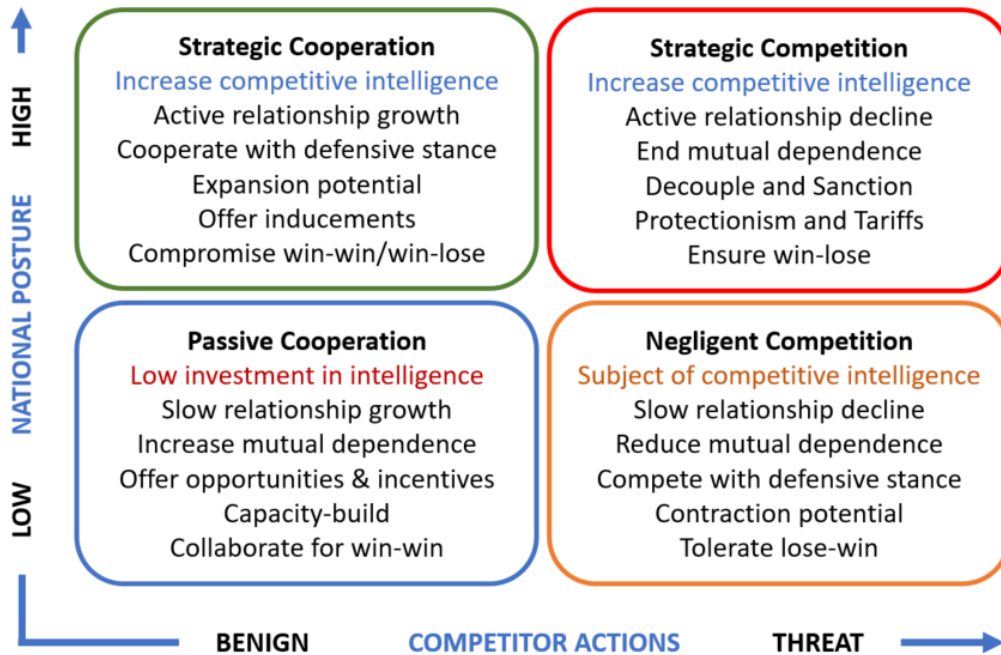 Strategic Cooperation
Increase competitive intelligence
Active relationship growth
Cooperate with defensive stance
Expansion potential
Offer inducements
Compromise win-win/win-lose
Strategic Competition
Increase competitive intelligence
Active relationship decline
End mutual dependence
Decouple and Sanction
Protectionism and Tariffs
Ensure win-lose
Passive Cooperation
Low investment in intelligence
Slow relationship growth
Increase mutual dependence
Offer opportunities & incentives
Capacity-build
Collaborate for win-win
Negligent Competition
Subject of competitive intelligence
Slow relationship decline
Reduce mutual dependence
Compete with defensive stance
Contraction potential
Tolerate lose-win
LOW NATIONAL POSTURE HIGH
BENIGN COMPETITOR ACTIONS THREAT